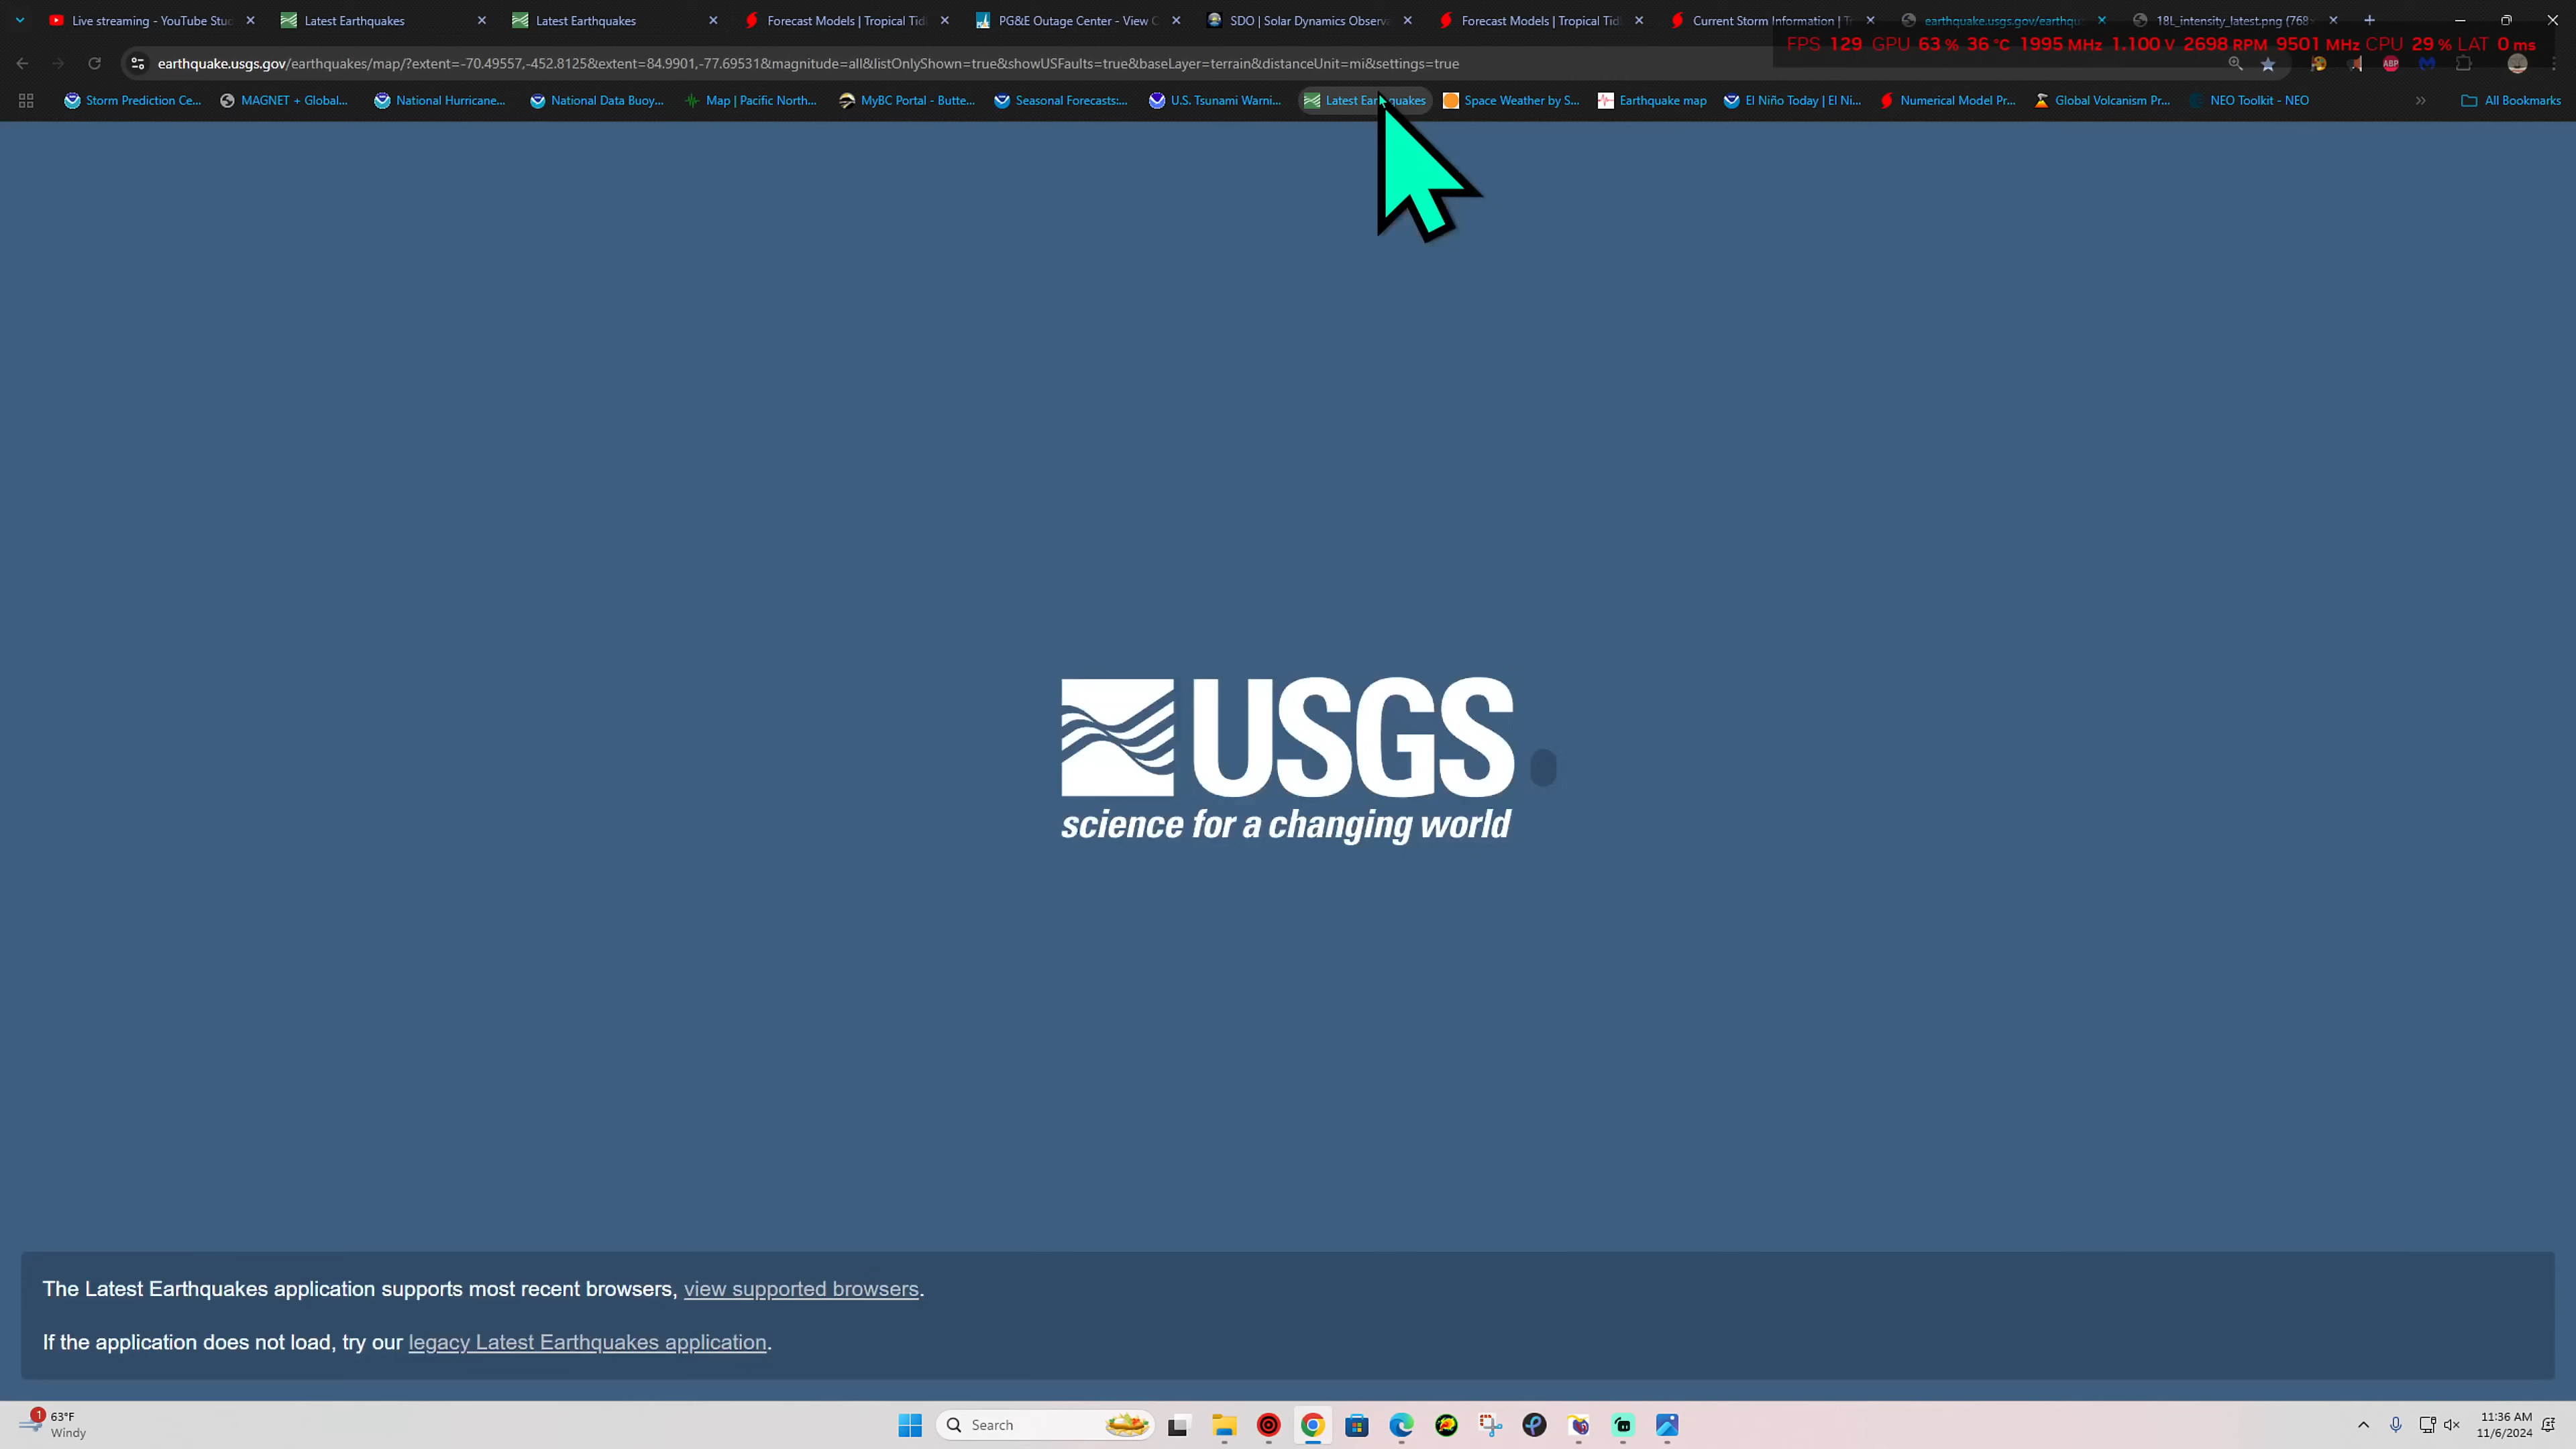 Live streaming - YouTube Stud
Latest Earthquakes
Latest Earthquakes
Forecast Models | Tropical Tid
PG&E Outage Center - View C
SDO | Solar Dynamics Observa
Forecast Models | Tropical Tid
Current Storm Information | T
earthquake.usgs.gov/earthqu
18L_intensity_latest.png (768
FPS 129 GPU 63 % 36 °C 1995 MHz 1.100 V 2698 RPM 9501 MHz CPU 29 % LAT 0 ms
earthquake.usgs.gov/earthquakes/map/?extent=-70.49557,-452.8125&extent=84.9901,-77.69531&magnitude=all&listOnlyShown=true&showUSFaults=true&baseLayer=terrain&distanceUnit=mi&settings=true
ABP
Storm Prediction Ce...
MAGNET + Global...
National Hurricane...
National Data Buoy...
Map | Pacific North...
MyBC Portal - Butte...
Seasonal Forecasts:...
U.S. Tsunami Warni...
Latest Earthquakes
Space Weather by S...
Earthquake map
El Niño Today | El Ni...
Numerical Model Pr...
Global Volcanism Pr...
NEO Toolkit - NEO
All Bookmarks
USGS
science for a changing world
The Latest Earthquakes application supports most recent browsers, view supported browsers.
If the application does not load, try our legacy Latest Earthquakes application.
1
63°F
Windy
Search
11:36 AM
11/6/2024